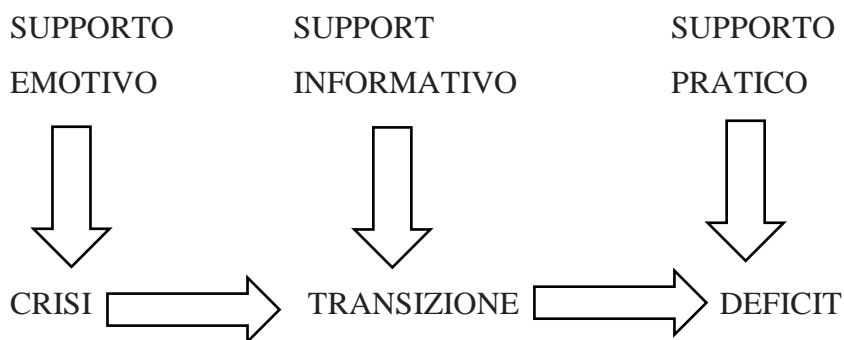 SUPPORTO SUPPORT SUPPORTO
EMOTIVO INFORMATIVO PRATICO
CRISI TRANSIZIONE DEFICIT